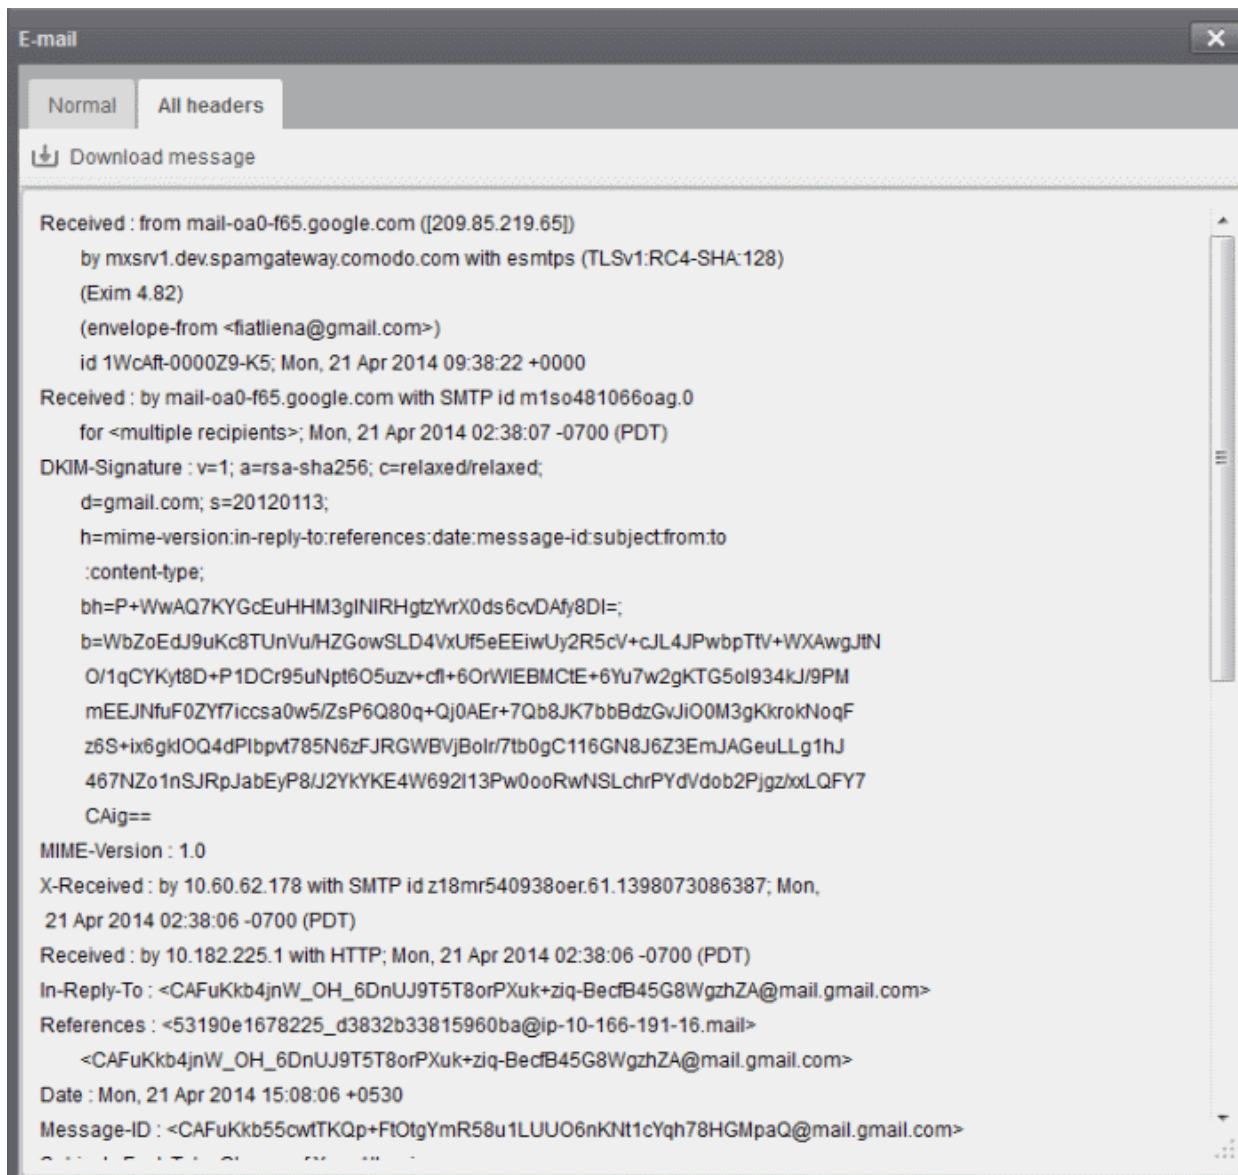 E-mail
Normal All headers
Download message
Received : from mail-oa0-f65.google.com ([209.85.219.65])
by mxsrv1.dev.spamgateway.comodo.com with esmtps (TLSv1:RC4-SHA:128)
(Exim 4.82)
(envelope-from <fiatliena@gmail.com>)
id 1WcAft-0000Z9-K5; Mon, 21 Apr 2014 09:38:22 +0000
Received : by mail-oa0-f65.google.com with SMTP id m1so481066oag.0
for <multiple recipients>; Mon, 21 Apr 2014 02:38:07 -0700 (PDT)
DKIM-Signature : v=1; a=rsa-sha256; c=relaxed/relaxed;
d=gmail.com; s=20120113;
h=mime-version:in-reply-to:references:date:message-id:subject:from:to
:content-type;
bh=P+WwAQ7KYGcEuHHM3gINIRHgtzYvrX0ds6cvDAfy8DI=;
b=WbZoEdJ9uKc8TUnVu/HZGowSLD4VxUf5eEEiwUy2R5cV+cJL4JPwbpTtV+WXAwgJtN
O/1qCYKyt8D+P1DCr95uNpt6O5uzv+cfI+6OrWIEBMCtE+6Yu7w2gKTG5oI934kJ/9PM
mEEJNfuF0ZYf7iccsa0w5/ZsP6Q80q+Qj0AEr+7Qb8JK7bbBdzGvJiO0M3gKkrokNoqF
z6S+ix6gkIOQ4dPIbpvt785N6zFJRGWBVjBoIr/7tb0gC116GN8J6Z3EmJAGeuLLg1hJ
467NZo1nSJRpJabEyP8/J2YkYKE4W692I13Pw0ooRwNSLchrPYdVdob2Pjgz/xxLQFY7
CAig==
MIME-Version : 1.0
X-Received : by 10.60.62.178 with SMTP id z18mr540938oer.61.1398073086387; Mon,
21 Apr 2014 02:38:06 -0700 (PDT)
Received : by 10.182.225.1 with HTTP; Mon, 21 Apr 2014 02:38:06 -0700 (PDT)
In-Reply-To : <CAFuKkb4jnW_OH_6DnUJ9T5T8orPXuk+ziq-BecfB45G8WgzhZA@mail.gmail.com>
References : <53190e1678225_d3832b33815960ba@ip-10-166-191-16.mail>
<CAFuKkb4jnW_OH_6DnUJ9T5T8orPXuk+ziq-BecfB45G8WgzhZA@mail.gmail.com>
Date : Mon, 21 Apr 2014 15:08:06 +0530
Message-ID : <CAFuKkb55cwtTKQp+FtOtgYmR58u1LUUO6nKNt1cYqh78HGMpaQ@mail.gmail.com>